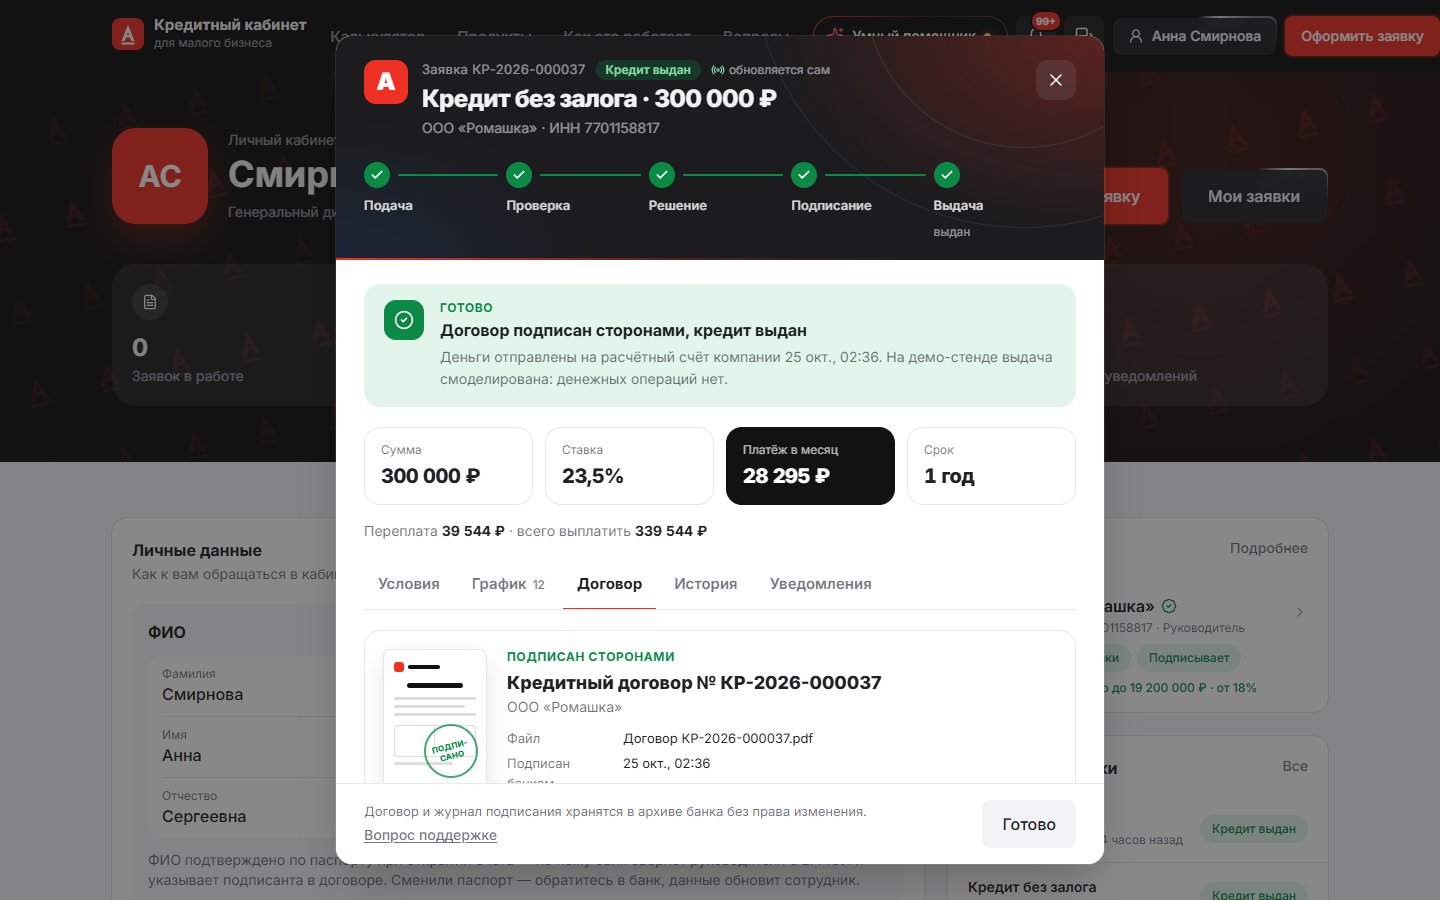 Кредитный кабинет
для малого бизнеса
99+
Анна Смирнова
Оформить заявку
Заявка КР-2026-000037
Кредит выдан
обновляется сам
Кредит без залога · 300 000 ₽
ООО «Ромашка» · ИНН 7701158817
Подача
Проверка
Решение
Подписание
Выдача
выдан
Личный
АС
Генеральный
Мои заявки
0
Заявок в работе
уведомлений
ГОТОВО
Договор подписан сторонами, кредит выдан
Деньги отправлены на расчётный счёт компании 25 окт., 02:36. На демо-стенде выдача
смоделирована: денежных операций нет.
Сумма
300 000 ₽
Ставка
23,5%
Платёж в месяц
28 295 ₽
Срок
1 год
Переплата 39 544 ₽ · всего выплатить 339 544 ₽
Условия
График 12
Договор
История
Уведомления
ПОДПИСАН СТОРОНАМИ
Кредитный договор № КР-2026-000037
ООО «Ромашка»
Файл
Договор КР-2026-000037.pdf
Подписан
25 окт., 02:36
ПОДПИ-
САНО
Договор и журнал подписания хранятся в архиве банка без права изменения.
Вопрос поддержке
Готово
Личные данные
Как к вам обращаться в
ФИО
Фамилия
Смирнова
Имя
Анна
Отчество
Сергеевна
ФИО подтверждено по
указывает подписанта в договоре. Сменили паспорт — обратитесь в банк, данные обновит сотрудник.
Подробнее
01158817 · Руководитель
Подписывает
до 19 200 000 ₽ · от 18%
Все
часов назад
Кредит выдан
Кредит без залога
Кредит выдан